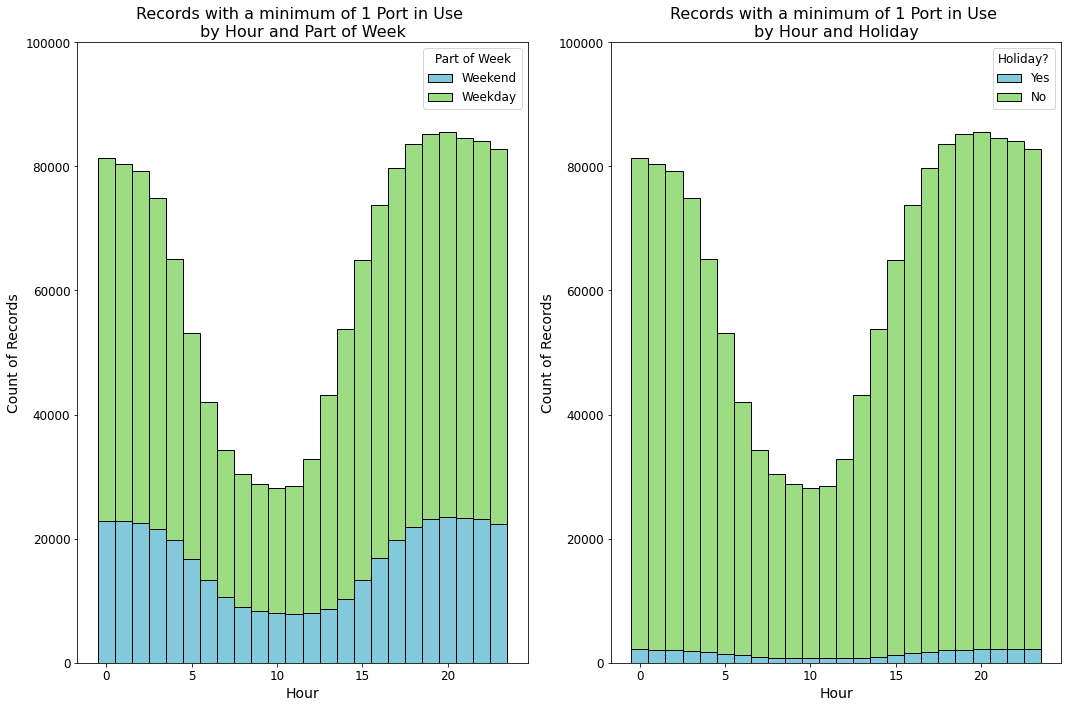 Records with a minimum of 1 Port in Use
by Hour and Part of Week
100000
80000
60000
40000
20000
0
Count of Records
Part of Week
Weekend
Weekday
0 5 10 15 20
Hour
Records with a minimum of 1 Port in Use
by Hour and Holiday
100000
80000
60000
40000
20000
0
Count of Records
Holiday?
Yes
No
0 5 10 15 20
Hour